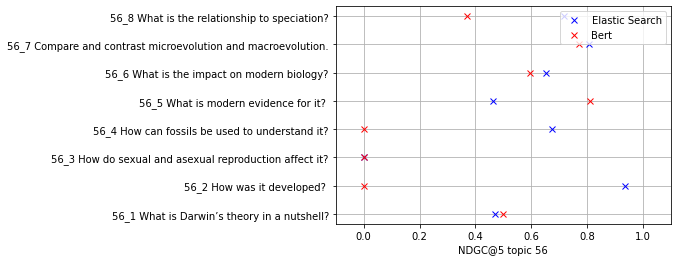 56_8 What is the relationship to speciation?
56_7 Compare and contrast microevolution and macroevolution.
56_6 What is the impact on modern biology?
56_5 What is modern evidence for it?
56_4 How can fossils be used to understand it?
56_3 How do sexual and asexual reproduction affect it?
56_2 How was it developed?
56_1 What is Darwin’s theory in a nutshell?
Elastic Search
Bert
0.0 0.2 0.4 0.6 0.8 1.0
NDGC@5 topic 56